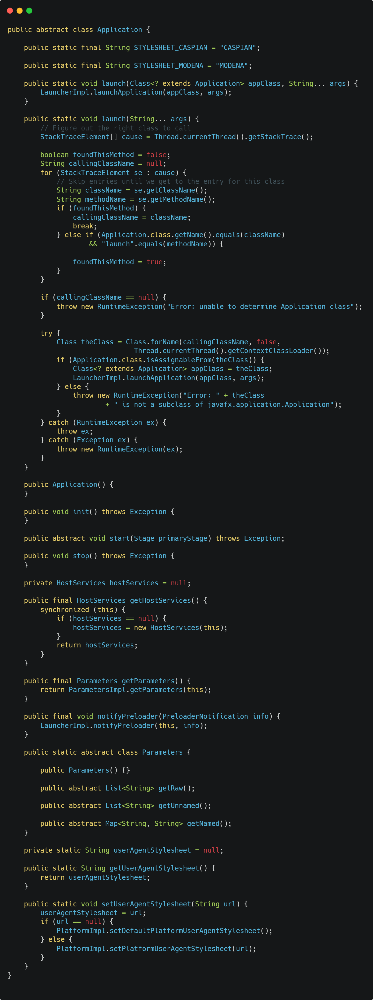 public abstract class Application {

    public static final String STYLESHEET_CASPIAN = "CASPIAN";

    public static final String STYLESHEET_MODENA = "MODENA";

    public static void launch(Class<? extends Application> appClass, String... args) {
        LauncherImpl.launchApplication(appClass, args);
    }

    public static void launch(String... args) {
        // Figure out the right class to call
        StackTraceElement[] cause = Thread.currentThread().getStackTrace();

        boolean foundThisMethod = false;
        String callingClassName = null;
        for (StackTraceElement se : cause) {
            // Skip entries until we get to the entry for this class
            String className = se.getClassName();
            String methodName = se.getMethodName();
            if (foundThisMethod) {
                callingClassName = className;
                break;
            } else if (Application.class.getName().equals(className)
                    && "launch".equals(methodName)) {

                foundThisMethod = true;
            }
        }

        if (callingClassName == null) {
            throw new RuntimeException("Error: unable to determine Application class");
        }

        try {
            Class theClass = Class.forName(callingClassName, false,
                               Thread.currentThread().getContextClassLoader());
            if (Application.class.isAssignableFrom(theClass)) {
                Class<? extends Application> appClass = theClass;
                LauncherImpl.launchApplication(appClass, args);
            } else {
                throw new RuntimeException("Error: " + theClass
                        + " is not a subclass of javafx.application.Application");
            }
        } catch (RuntimeException ex) {
            throw ex;
        } catch (Exception ex) {
            throw new RuntimeException(ex);
        }
    }

    public Application() {
    }

    public void init() throws Exception {
    }

    public abstract void start(Stage primaryStage) throws Exception;

    public void stop() throws Exception {
    }

    private HostServices hostServices = null;

    public final HostServices getHostServices() {
        synchronized (this) {
            if (hostServices == null) {
                hostServices = new HostServices(this);
            }
            return hostServices;
        }
    }

    public final Parameters getParameters() {
        return ParametersImpl.getParameters(this);
    }

    public final void notifyPreloader(PreloaderNotification info) {
        LauncherImpl.notifyPreloader(this, info);
    }

    public static abstract class Parameters {

        public Parameters() {}

        public abstract List<String> getRaw();

        public abstract List<String> getUnnamed();

        public abstract Map<String, String> getNamed();
    }

    private static String userAgentStylesheet = null;

    public static String getUserAgentStylesheet() {
        return userAgentStylesheet;
    }

    public static void setUserAgentStylesheet(String url) {
        userAgentStylesheet = url;
        if (url == null) {
            PlatformImpl.setDefaultPlatformUserAgentStylesheet();
        } else {
            PlatformImpl.setPlatformUserAgentStylesheet(url);
        }
    }
}